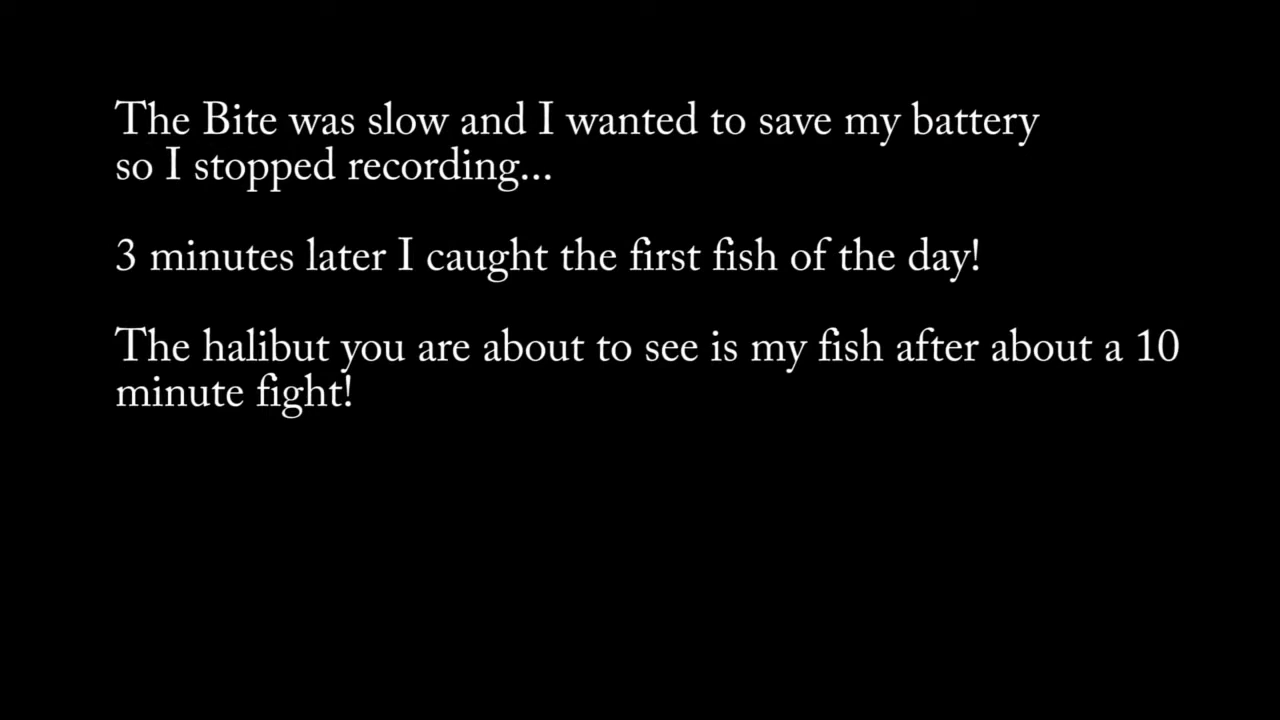 The Bite was slow and I wanted to save my battery
so I stopped recording...
3 minutes later I caught the first fish of the day!
The halibut you are about to see is my fish after about a 10
minute fight!